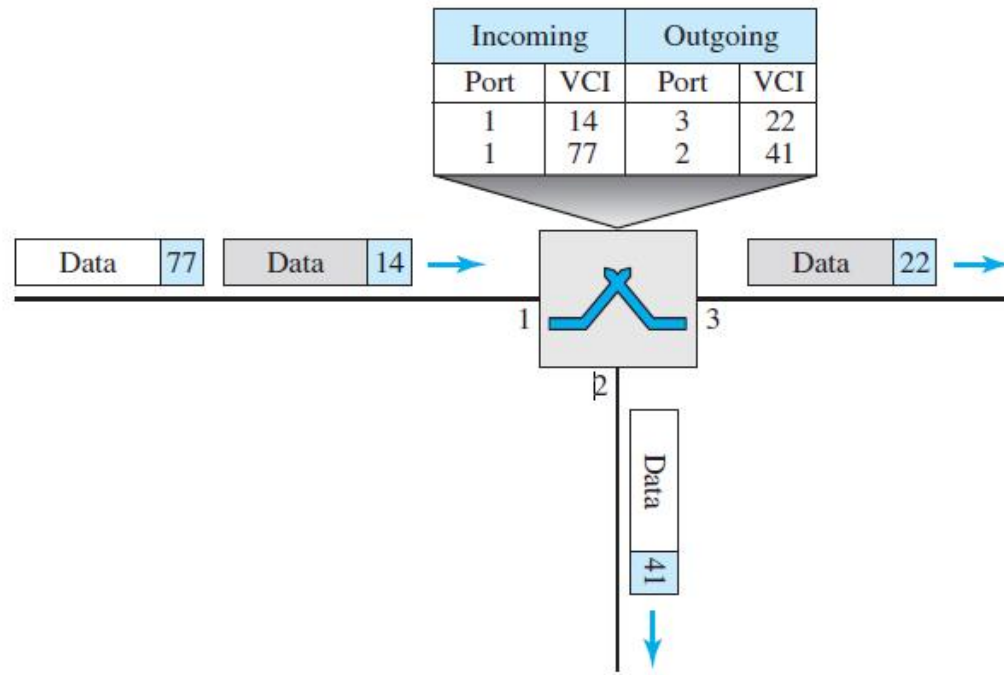 Incoming Outgoing
Port VCI Port VCI
1 14 3 22
1 77 2 41
Data 77 Data 14 Data 22
1 3
2
Data 41